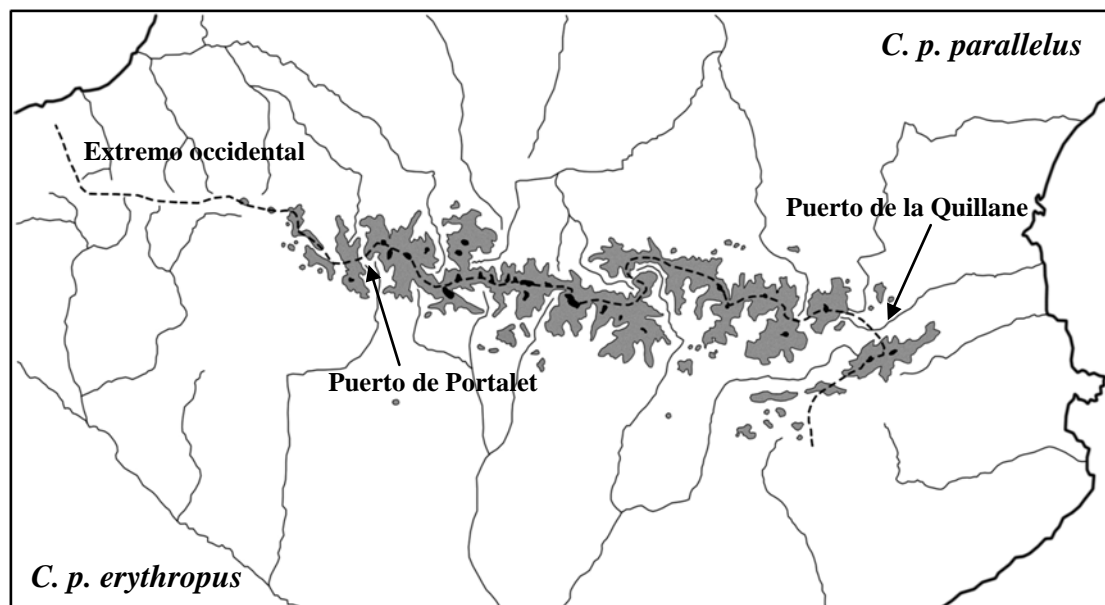 C. p. parallelus
Extremo occidental
Puerto de la Quillane
Puerto de Portalet
C. p. erythropus